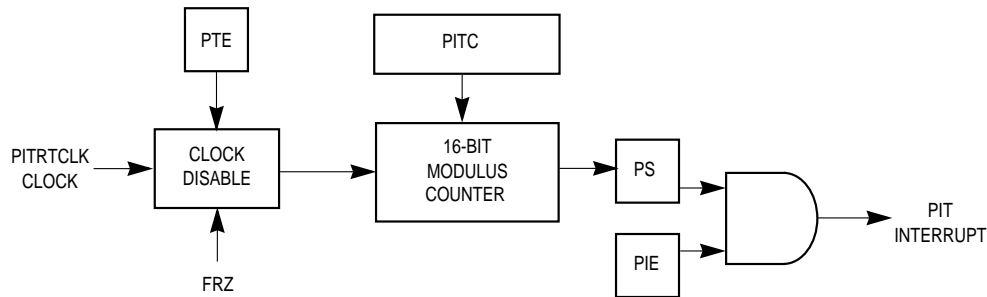 PTE
PITC
PITRTCLK
CLOCK
CLOCK
DISABLE
16-BIT
MODULUS
COUNTER
PS
PIE
PIT
INTERRUPT
FRZ